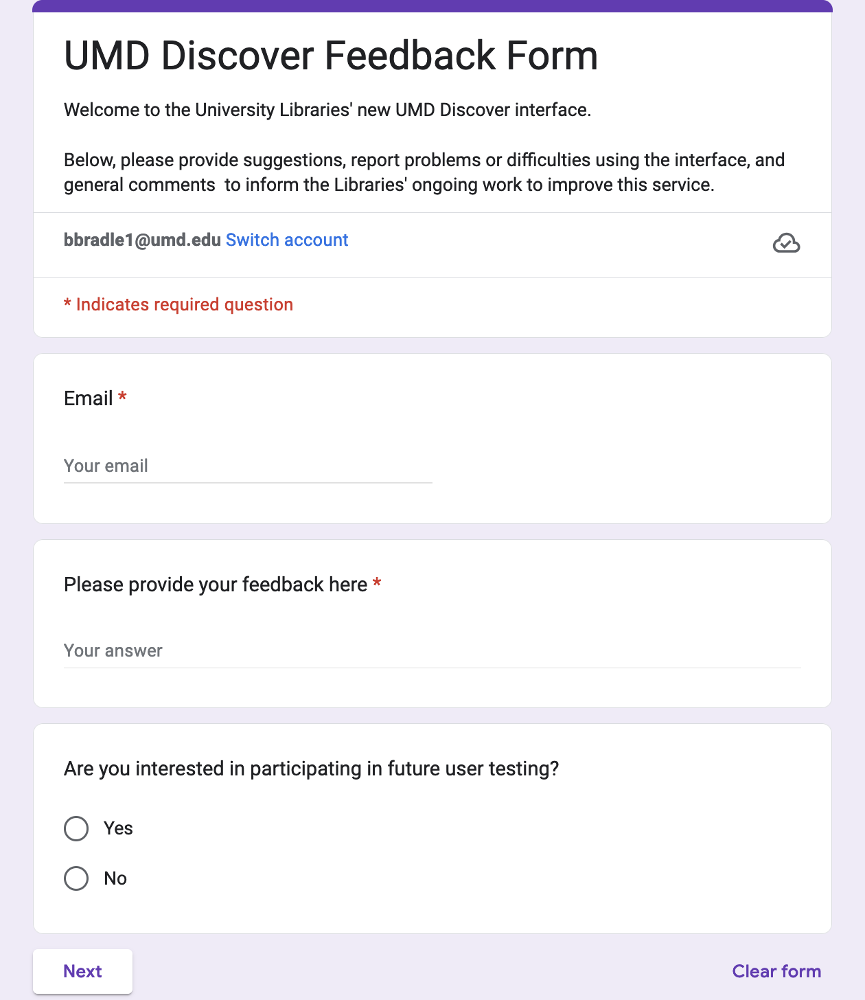 UMD Discover Feedback Form
Welcome to the University Libraries' new UMD Discover interface.
Below, please provide suggestions, report problems or difficulties using the interface, and
general comments  to inform the Libraries' ongoing work to improve this service.
bbradle1@umd.edu Switch account
* Indicates required question
Email *
Your email
Please provide your feedback here *
Your answer
Are you interested in participating in future user testing?
Yes
No
Next
Clear form